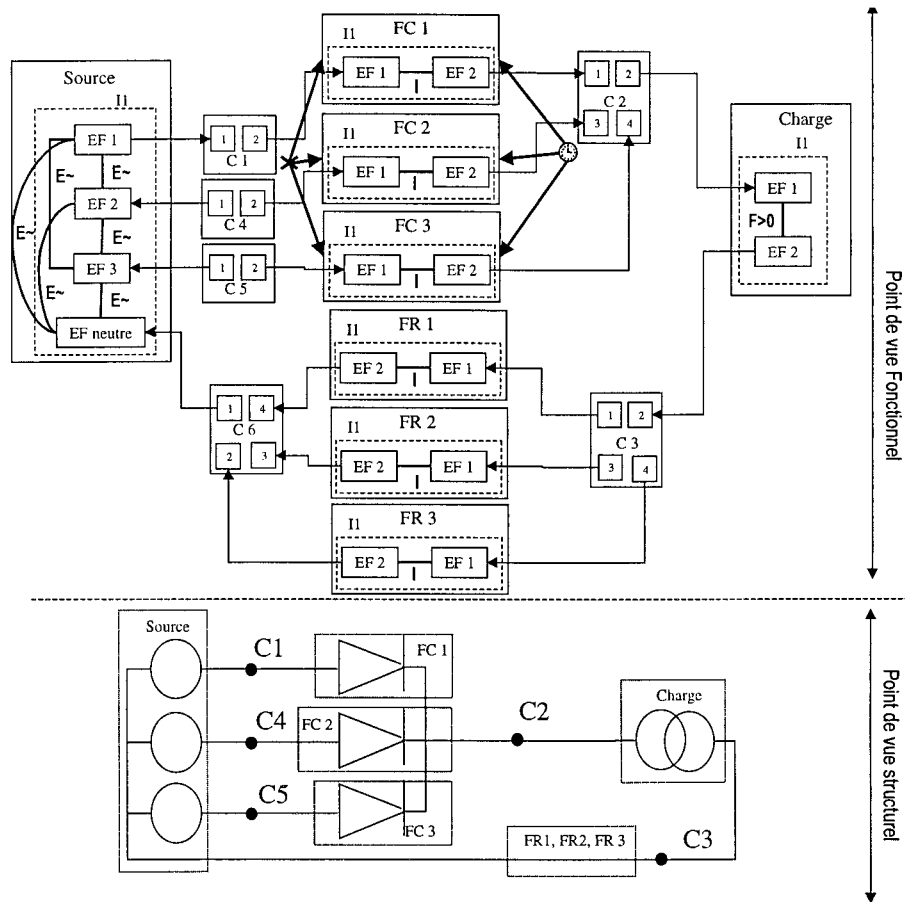 Source
I1
EF 1
E~
E~
EF 2
E~
E~
EF 3
E~
EF neutre
1 2
C 1
1 2
C 4
1 2
C 5
I1 FC 1
EF 1 EF 2
I
I1 FC 2
EF 1 EF 2
I
I1 FC 3
EF 1 EF 2
I
1 2
C 2
3 4
Charge
I1
EF 1
F>0
EF 2
FR 1
I1
EF 2 EF 1
I
I1 FR 2
EF 2 EF 1
I
I1 FR 3
EF 2 EF 1
I
1 4
C 6
2 3
1 2
C 3
3 4
Point de vue Fonctionnel
Source
C1
FC 1
C4
FC 2
C2
Charge
C5
FC 3
FR1, FR2, FR 3
C3
Point de vue structurel